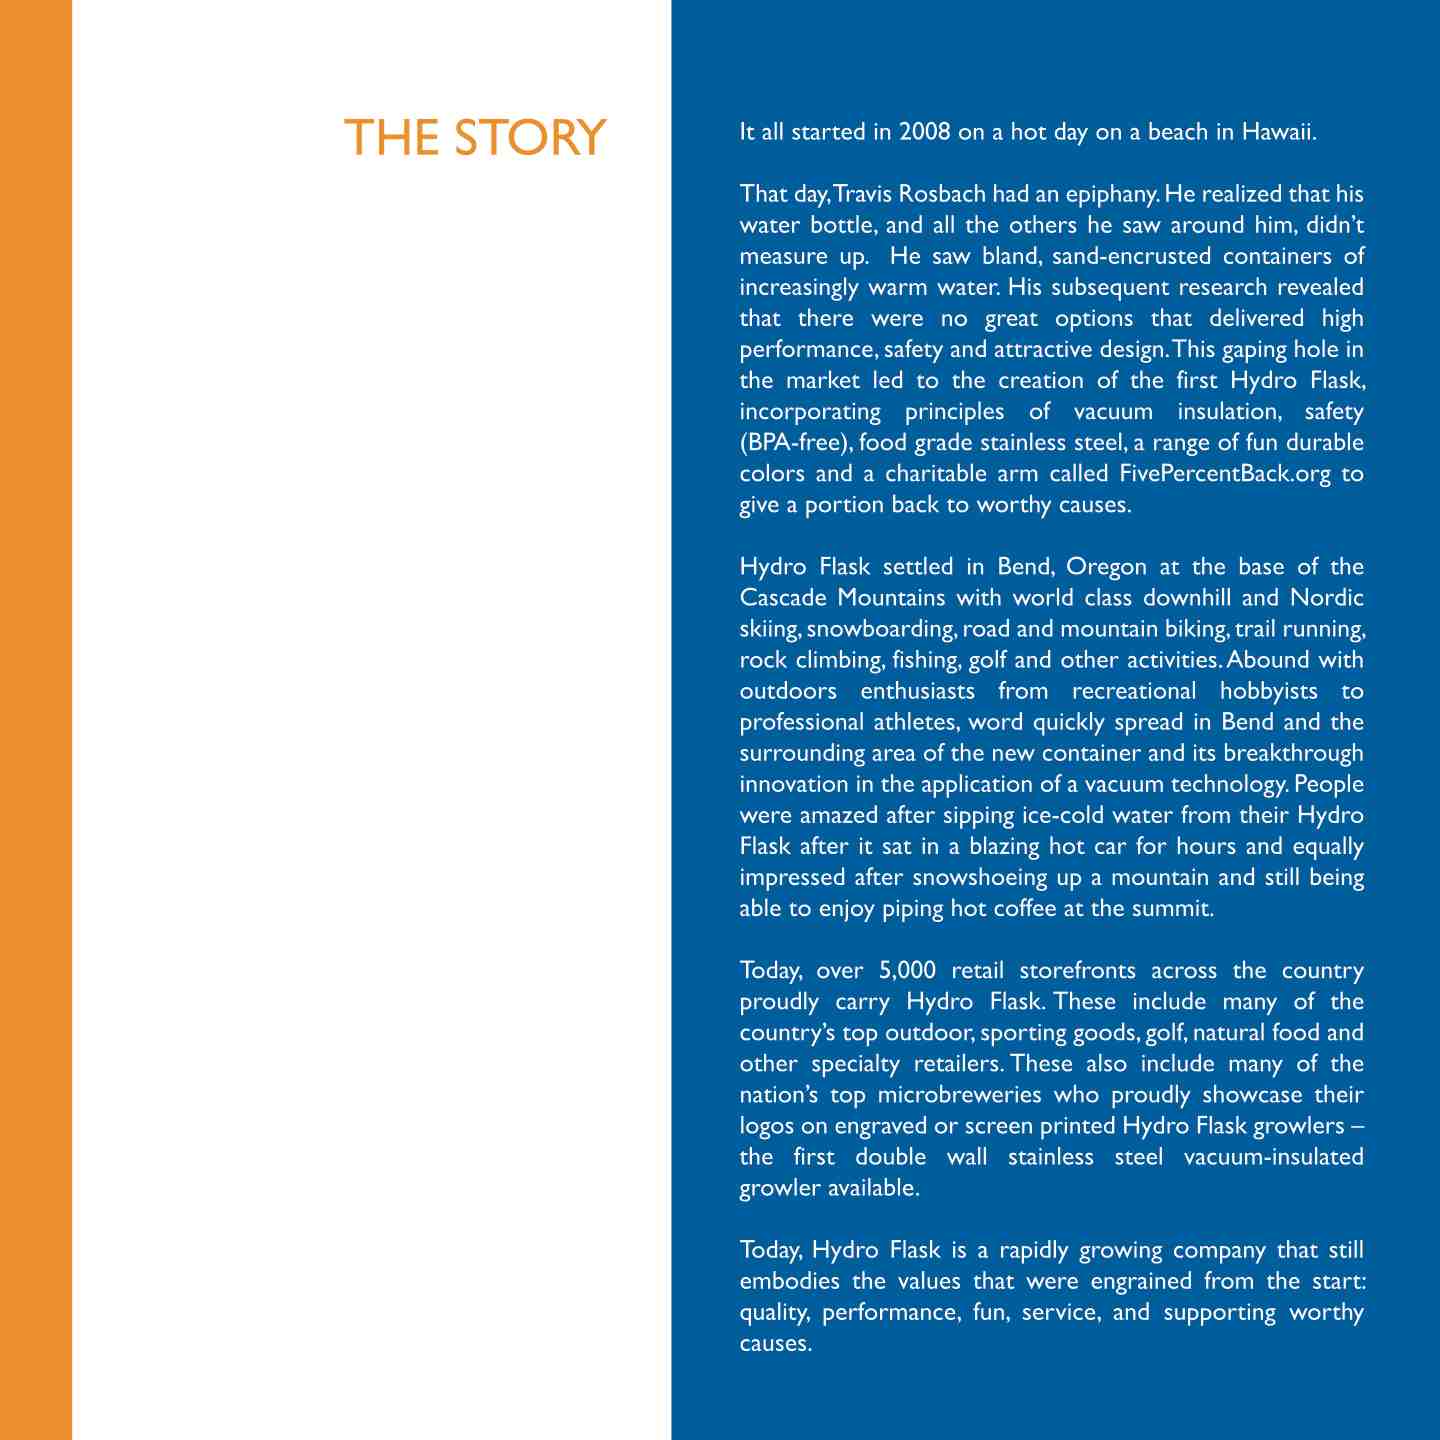 THE STORY
It all started in 2008 on a hot day on a beach in Hawaii.
That day, Travis Rosbach had an epiphany. He realized that his
water bottle, and all the others he saw around him, didn’t
measure up. He saw bland, sand-encrusted containers of
increasingly warm water. His subsequent research revealed
that there were no great options that delivered high
performance, safety and attractive design. This gaping hole in
the market led to the creation of the first Hydro Flask,
incorporating principles of vacuum insulation, safety
(BPA-free), food grade stainless steel, a range of fun durable
colors and a charitable arm called FivePercentBack.org to
give a portion back to worthy causes.
Hydro Flask settled in Bend, Oregon at the base of the
Cascade Mountains with world class downhill and Nordic
skiing, snowboarding, road and mountain biking, trail running,
rock climbing, fishing, golf and other activities. Abound with
outdoors enthusiasts from recreational hobbyists to
professional athletes, word quickly spread in Bend and the
surrounding area of the new container and its breakthrough
innovation in the application of a vacuum technology. People
were amazed after sipping ice-cold water from their Hydro
Flask after it sat in a blazing hot car for hours and equally
impressed after snowshoeing up a mountain and still being
able to enjoy piping hot coffee at the summit.
Today, over 5,000 retail storefronts across the country
proudly carry Hydro Flask. These include many of the
country’s top outdoor, sporting goods, golf, natural food and
other specialty retailers. These also include many of the
nation’s top microbreweries who proudly showcase their
logos on engraved or screen printed Hydro Flask growlers –
the first double wall stainless steel vacuum-insulated
growler available.
Today, Hydro Flask is a rapidly growing company that still
embodies the values that were engrained from the start:
quality, performance, fun, service, and supporting worthy
causes.